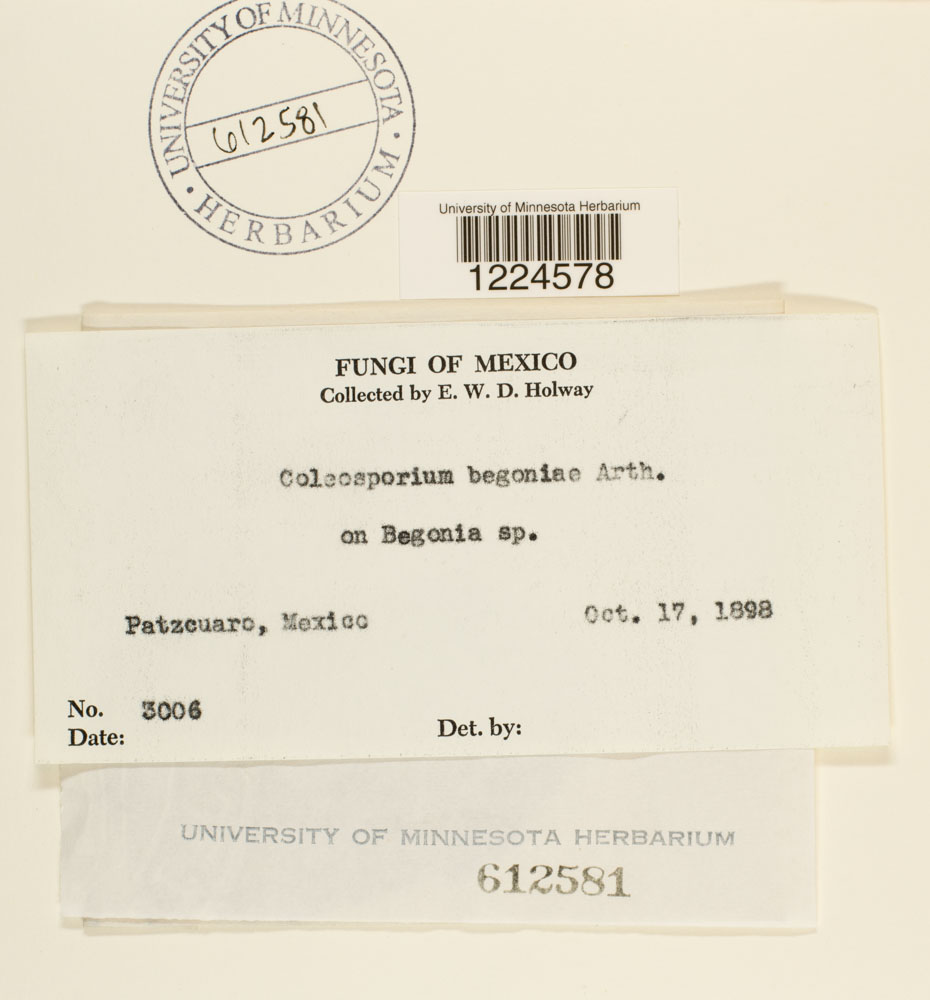 UNIVERSITY OF MINNESOTA
612581
• HERBARIUM •
University of Minnesota Herbarium
1224578
FUNGI OF MEXICO
Collected by E. W. D. Holway
Coleosporium begoniae Arth.
on Begonia sp.
Patzcuaro, Mexico
Oct. 17, 1898
No. 3006
Date:
Det. by:
UNIVERSITY OF MINNESOTA HERBARIUM
612581